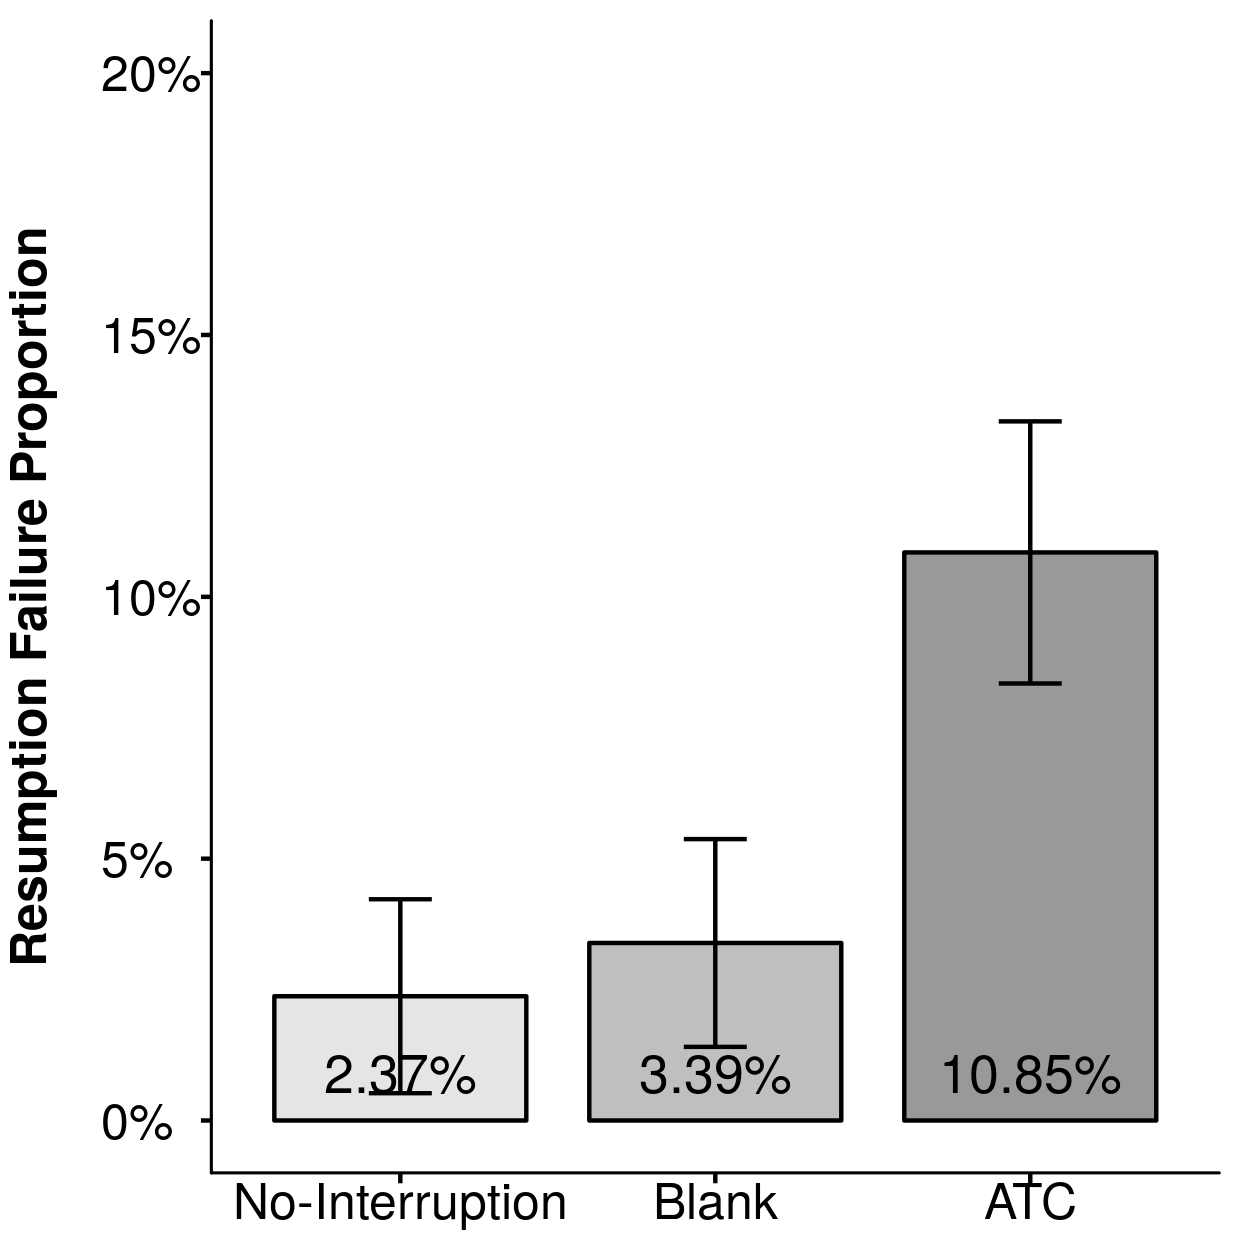 Resumption Failure Proportion
20%
15%
10%
5%
0%
2.37%
3.39%
10.85%
No-Interruption
Blank
ATC